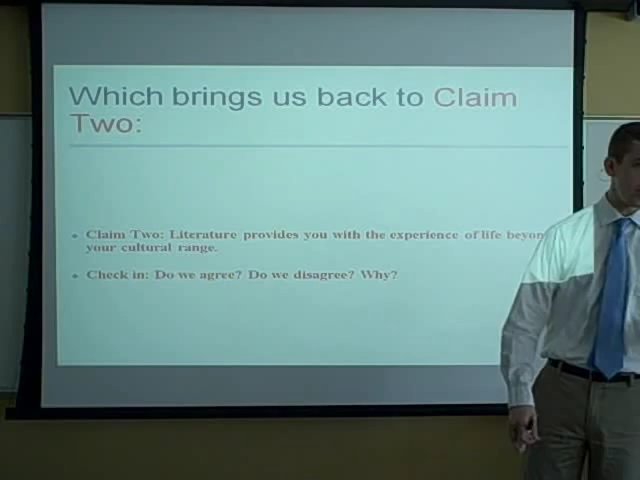 Which brings us back to Claim
Two:
Claim Two: Literature provides you with the experience of life beyon
your cultural range.
Check in: Do we agree? Do we disagree? Why?